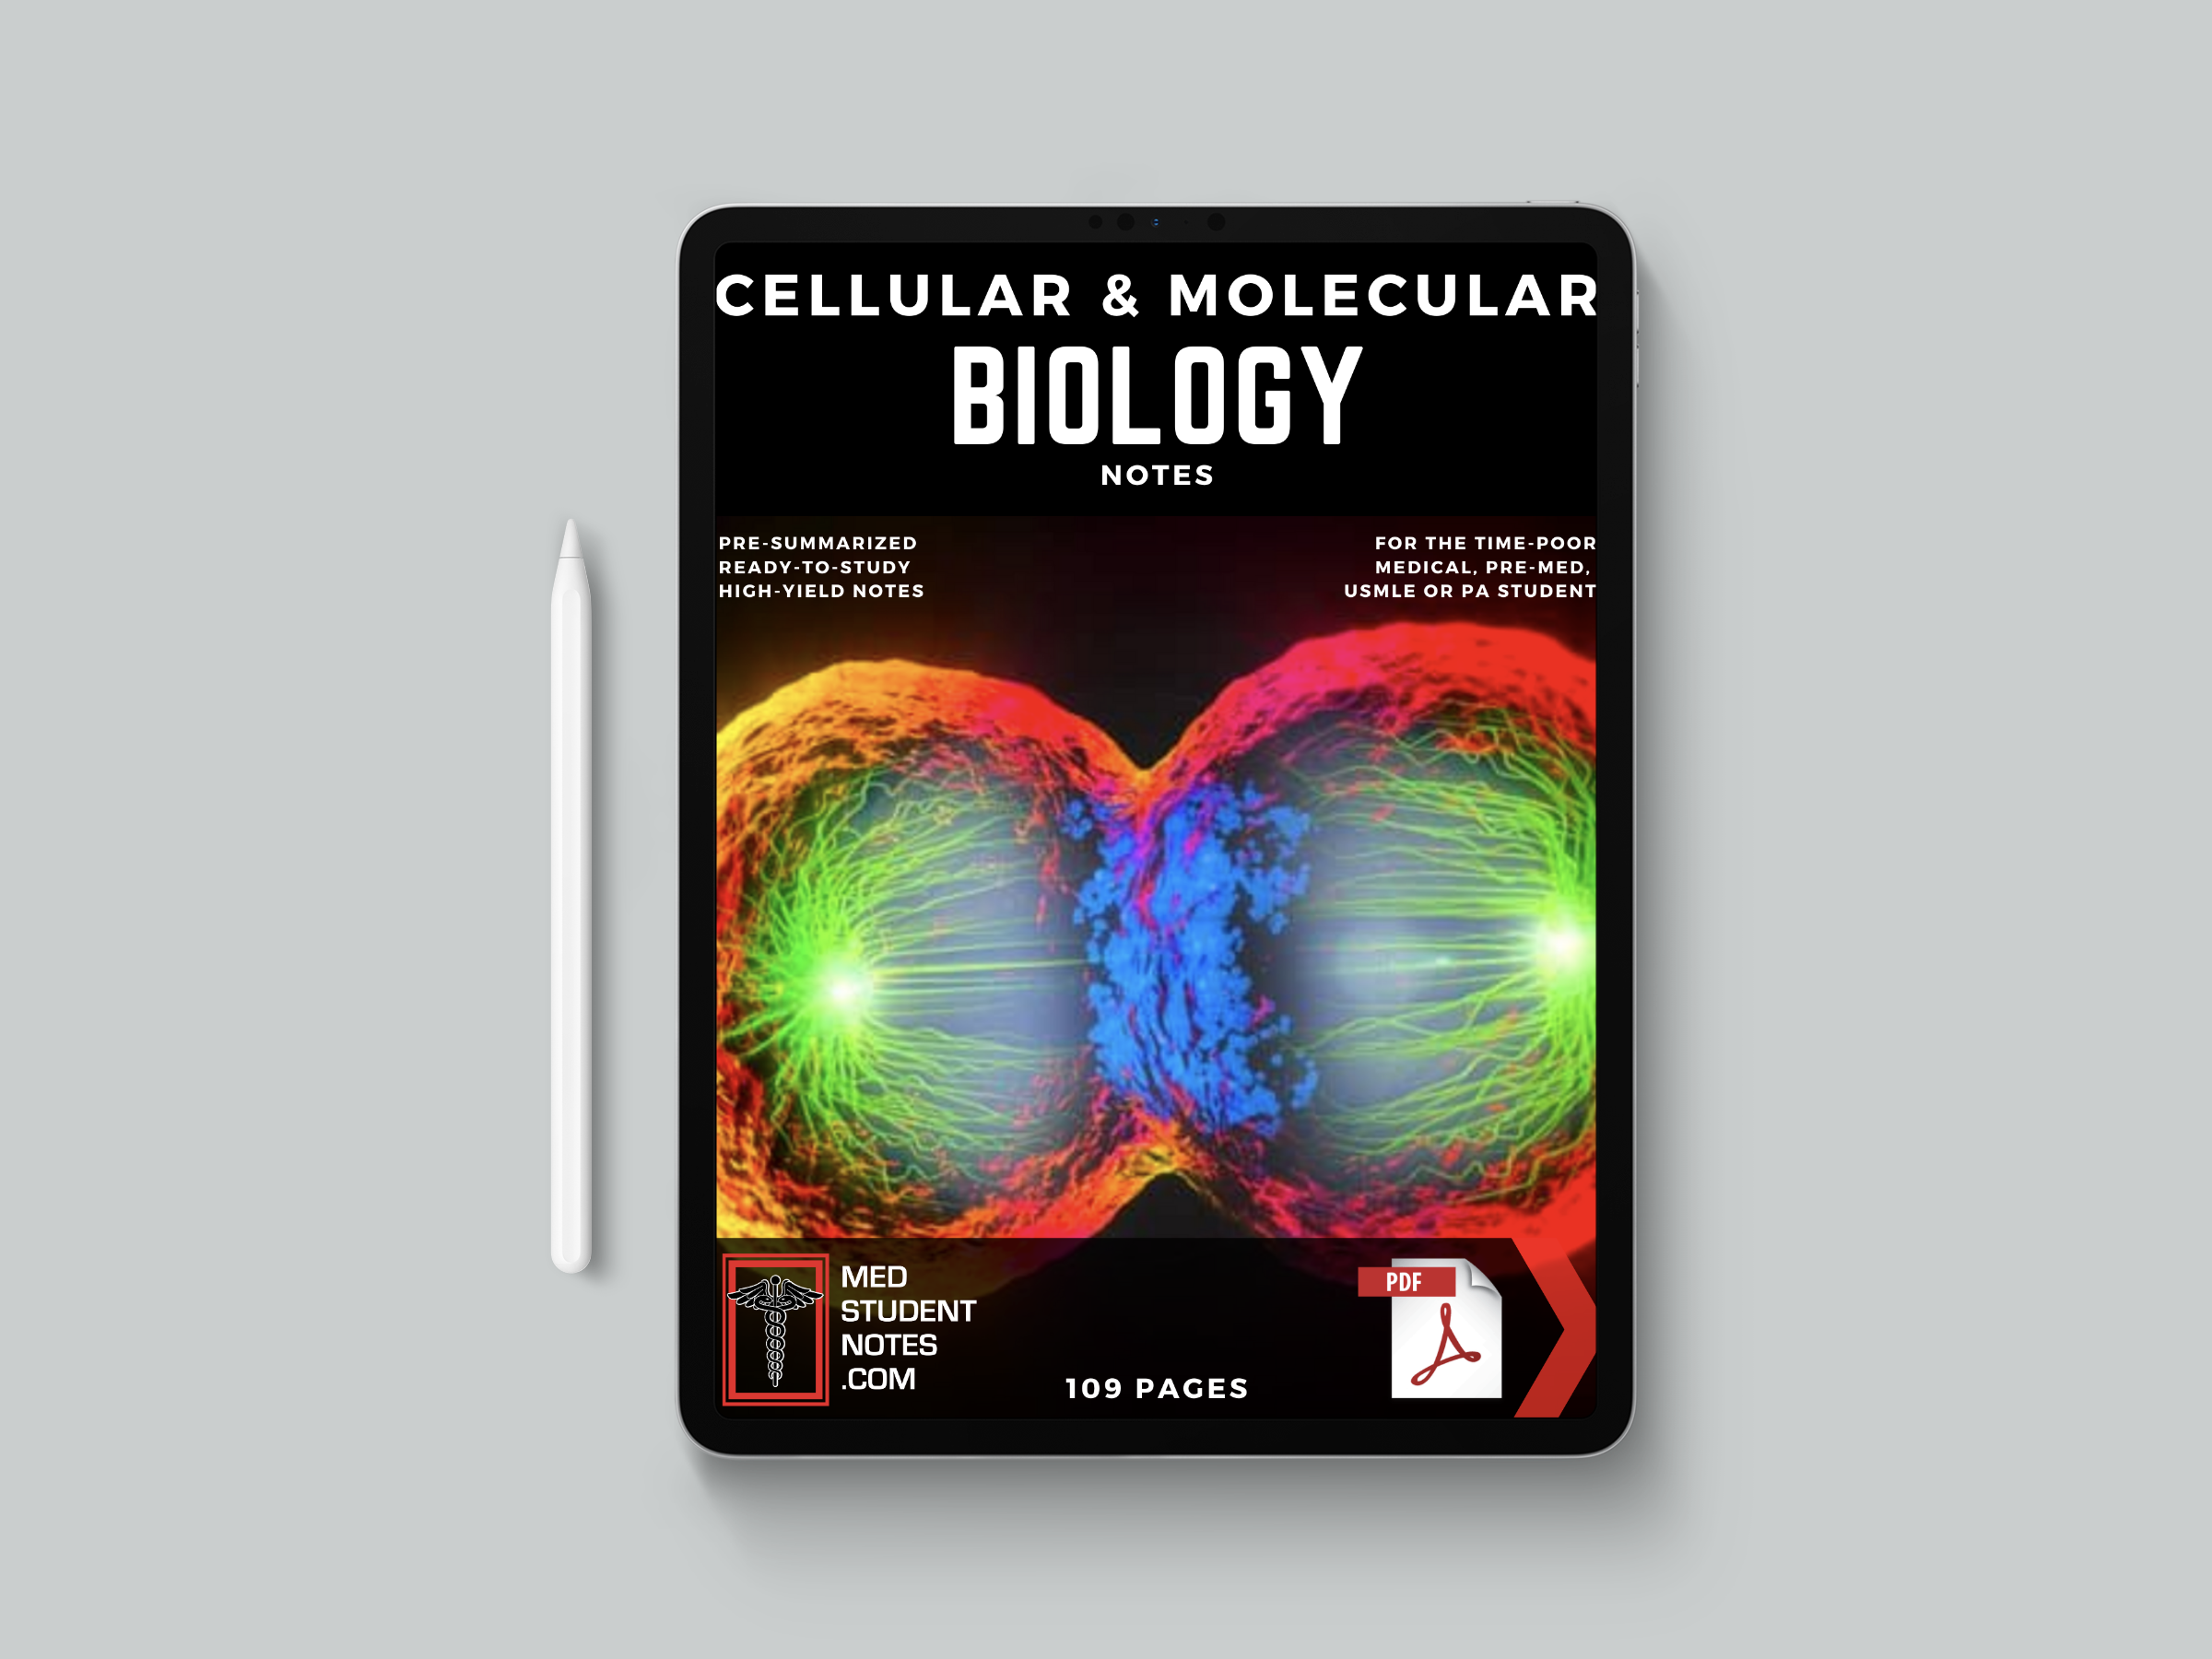 CELLULAR & MOLECULAR
BIOLOGY
NOTES
PRE-SUMMARIZED
READY-TO-STUDY
HIGH-YIELD NOTES
FOR THE TIME-POOR
MEDICAL, PRE-MED,
USMLE OR PA STUDENT
MED
STUDENT
NOTES
.COM
109 PAGES
PDF